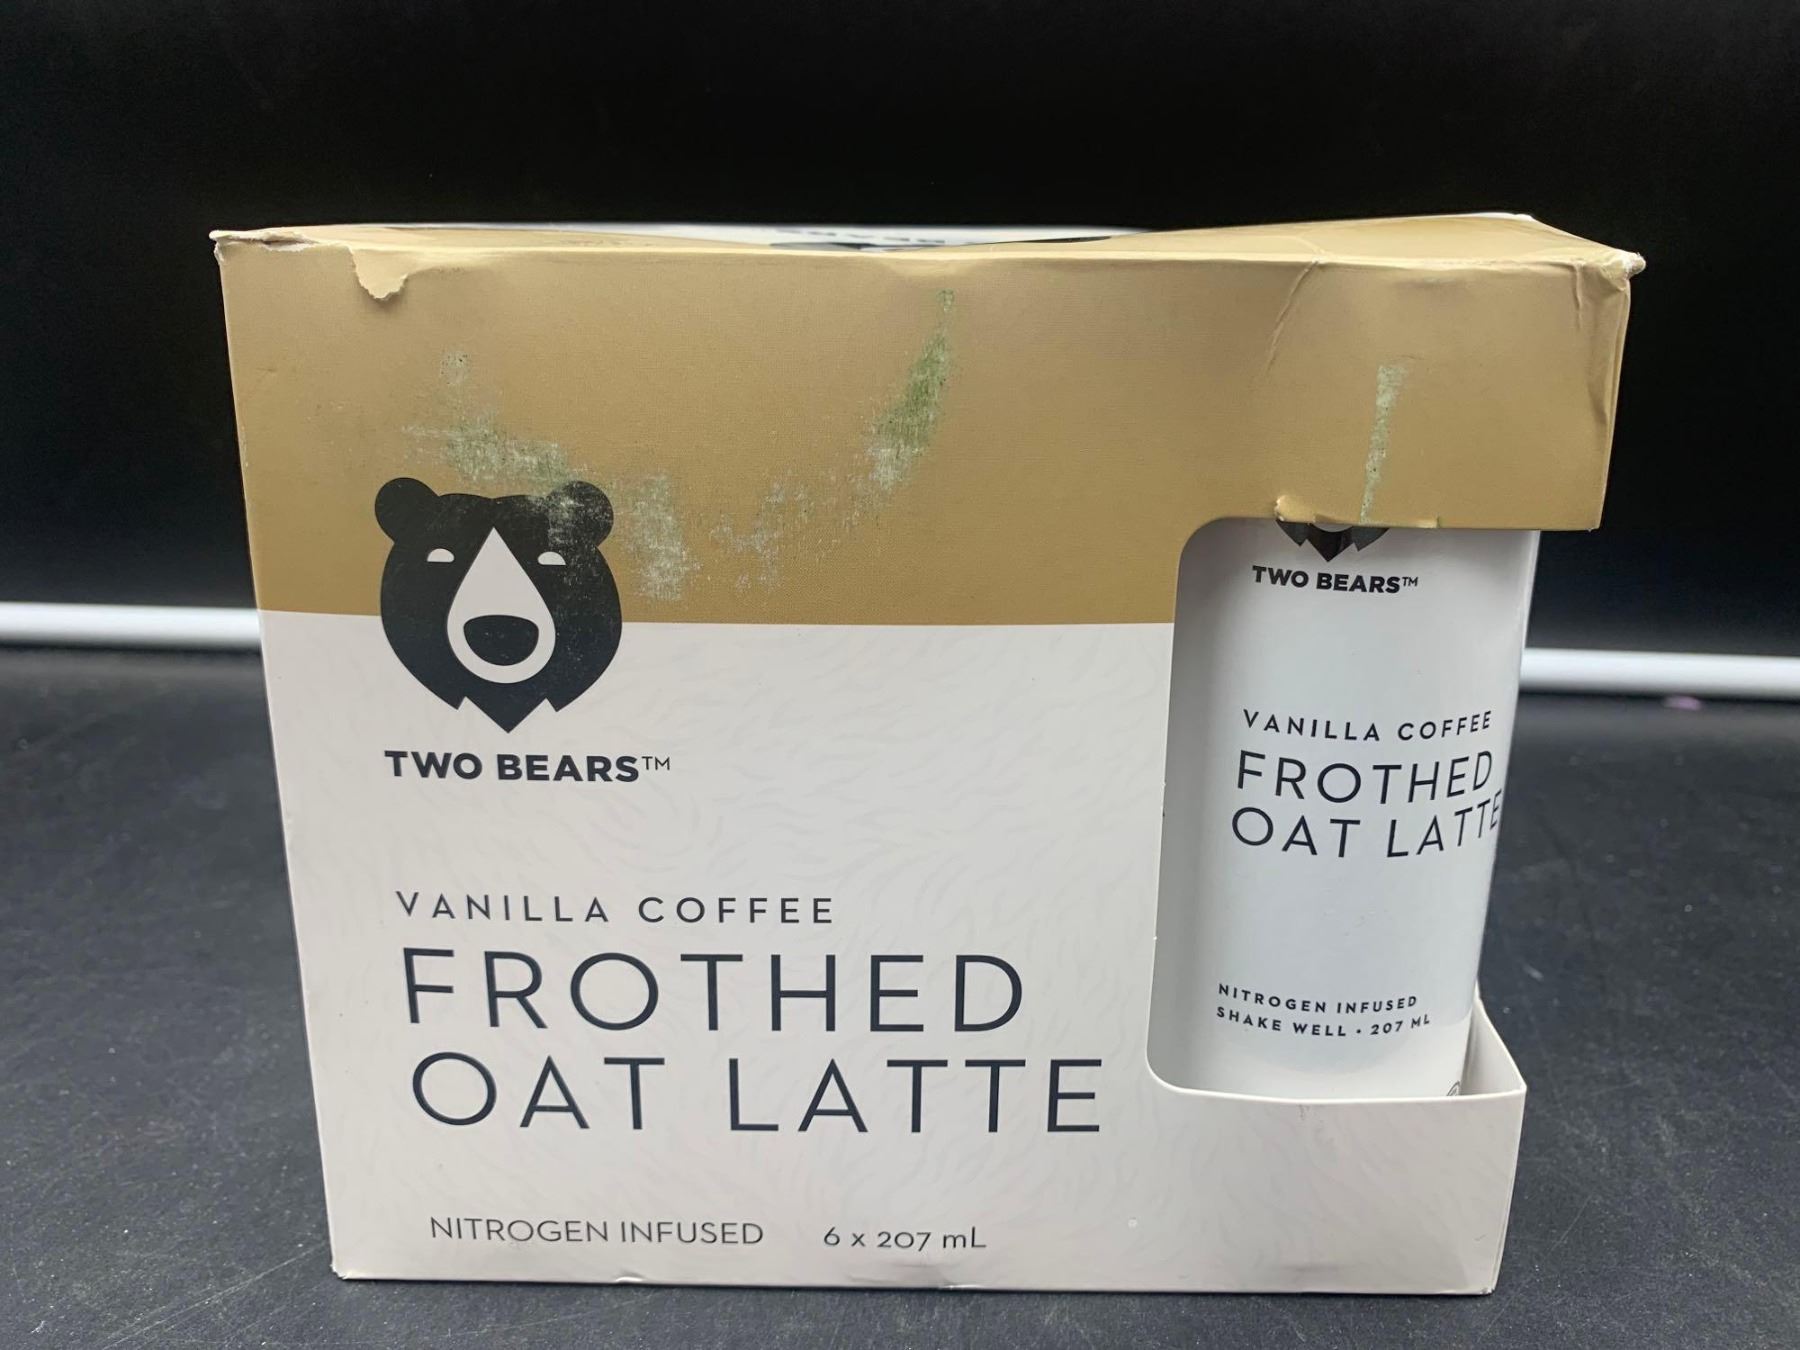 TWO BEARS™
VANILLA COFFEE
FROTHED
OAT LATTE
NITROGEN INFUSED 6 x 207 mL
TWO BEARS™
VANILLA COFFEE
FROTHED
OAT LATTE
NITROGEN INFUSED
SHAKE WELL • 207 ML